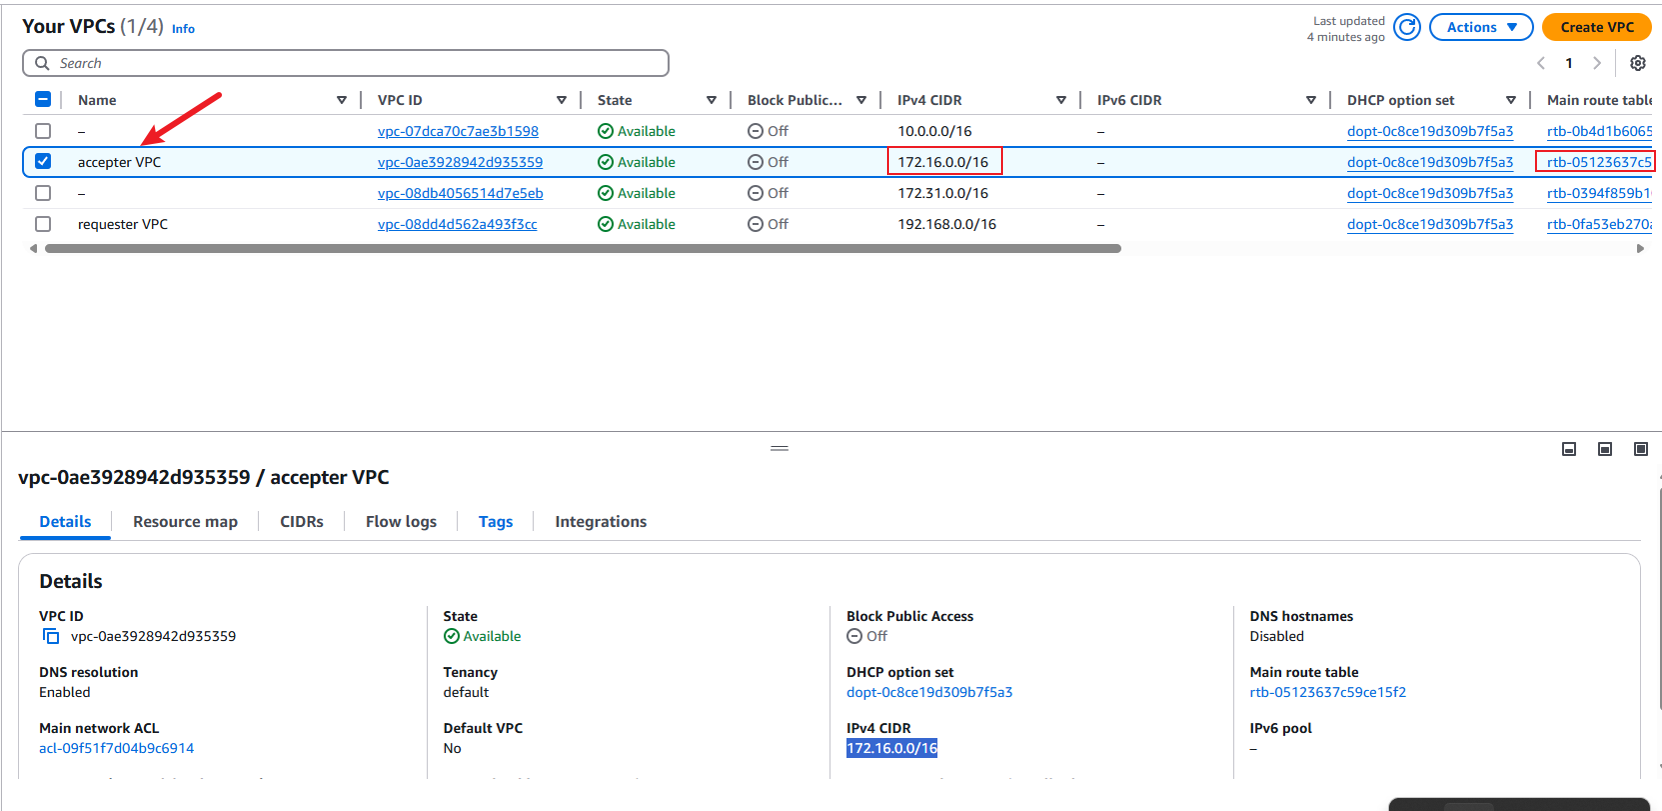 Your VPCs (1/4) Info
Last updated
4 minutes ago
Actions
Create VPC
Search
1
Name VPC ID State Block Public... IPv4 CIDR IPv6 CIDR DHCP option set Main route table
– vpc-07dca70c7ae3b1598 Available Off 10.0.0.0/16 – dopt-0c8ce19d309b7f5a3 rtb-0b4d1b6065
accepter VPC vpc-0ae3928942d935359 Available Off 172.16.0.0/16 – dopt-0c8ce19d309b7f5a3 rtb-05123637c5
– vpc-08db4056514d7e5eb Available Off 172.31.0.0/16 – dopt-0c8ce19d309b7f5a3 rtb-0394f859b1
requester VPC vpc-08dd4d562a493f3cc Available Off 192.168.0.0/16 – dopt-0c8ce19d309b7f5a3 rtb-0fa53eb270a
vpc-0ae3928942d935359 / accepter VPC
Details Resource map CIDRs Flow logs Tags Integrations
Details
VPC ID
vpc-0ae3928942d935359
State
Available
Block Public Access
Off
DNS hostnames
Disabled
DNS resolution
Enabled
Tenancy
default
DHCP option set
dopt-0c8ce19d309b7f5a3
Main route table
rtb-05123637c59ce15f2
Main network ACL
acl-09f51f7d04b9c6914
Default VPC
No
IPv4 CIDR
172.16.0.0/16
IPv6 pool
–